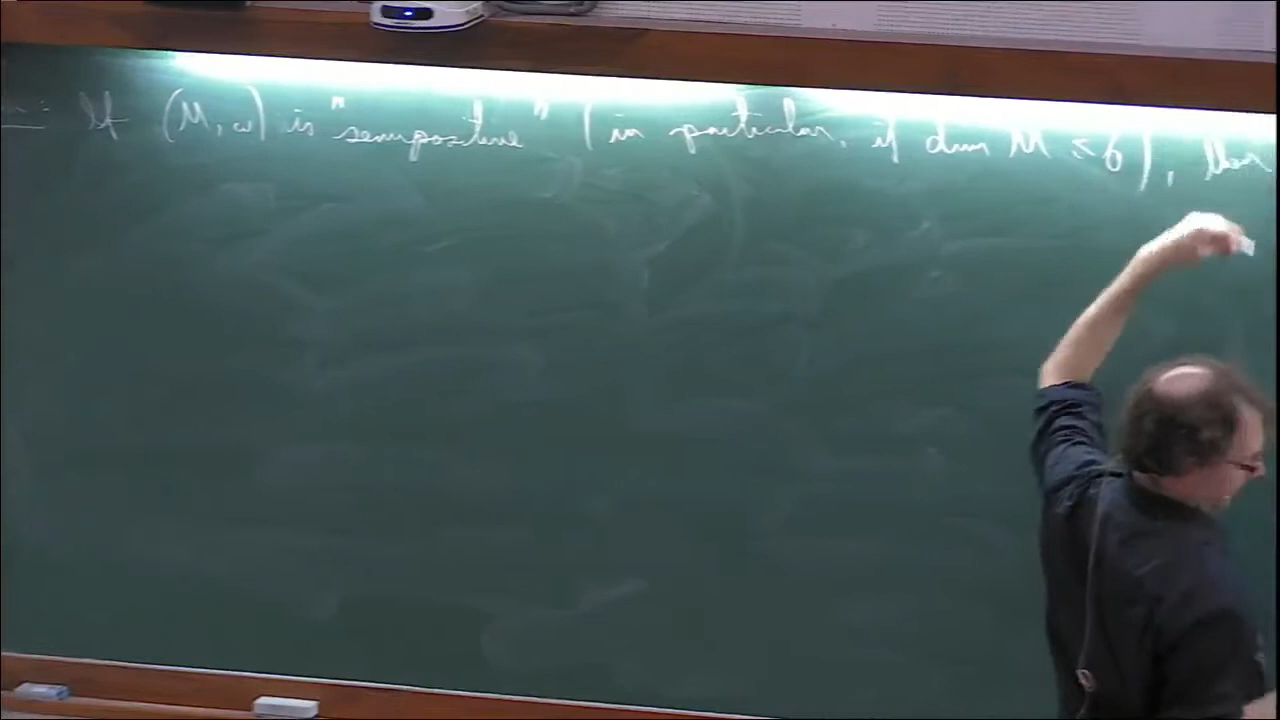 If (M, ω) is "semipositive" (in particular, if dim M ≤ 6), then